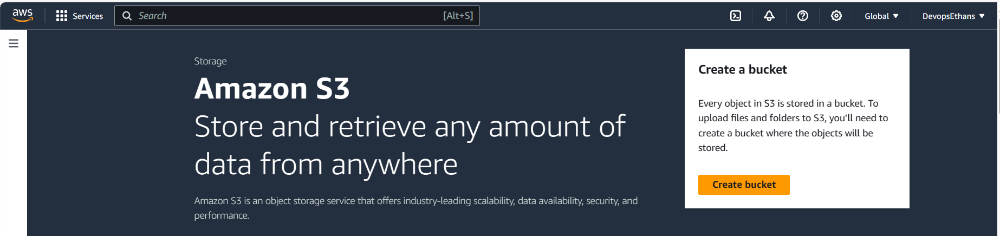 aws
Services
Search
[Alt+S]
Global
DevopsEthans
Storage
Amazon S3
Store and retrieve any amount of
data from anywhere
Amazon S3 is an object storage service that offers industry-leading scalability, data availability, security, and
performance.
Create a bucket
Every object in S3 is stored in a bucket. To
upload files and folders to S3, you’ll need to
create a bucket where the objects will be
stored.
Create bucket